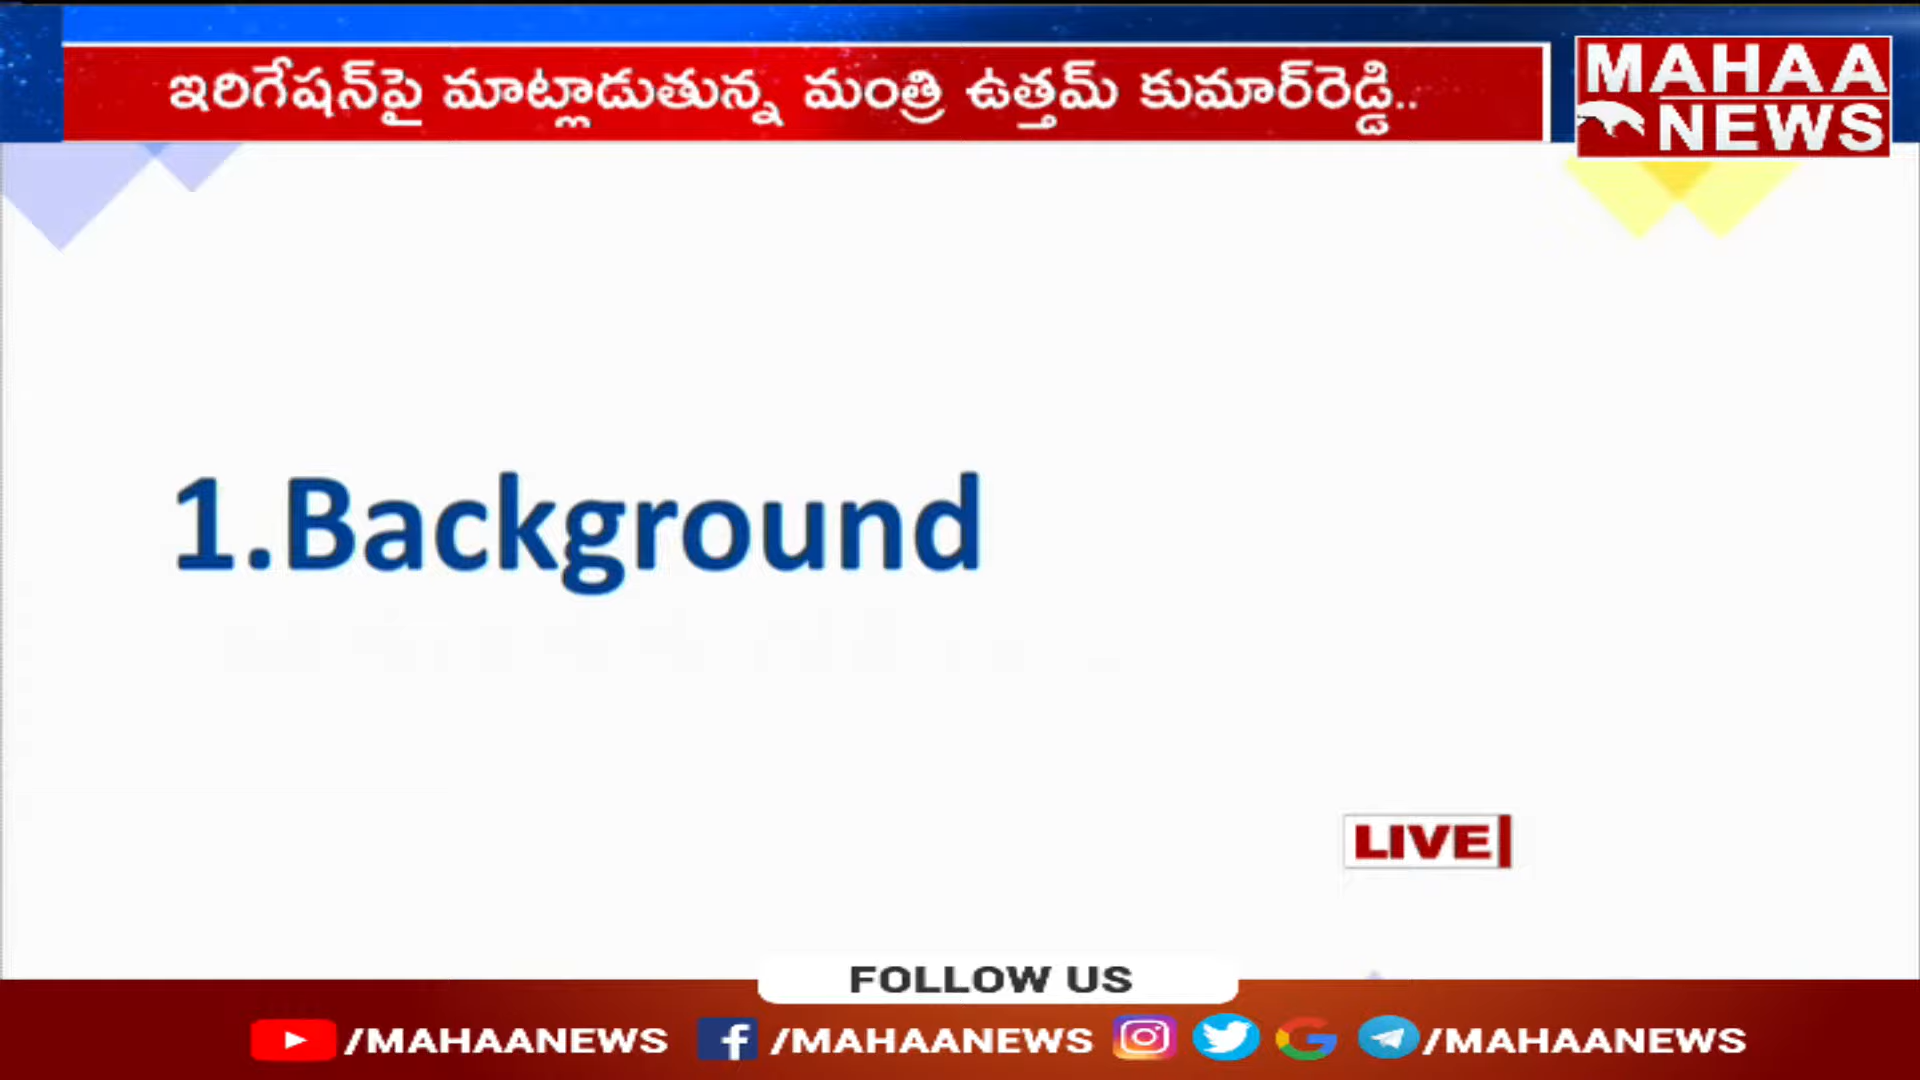 ఇరిగేషన్‌పై మాట్లాడుతున్న మంత్రి ఉత్తమ్ కుమార్‌రెడ్డి..
MAHAA
NEWS
1.Background
LIVE
FOLLOW US
/MAHAANEWS /MAHAANEWS /MAHAANEWS